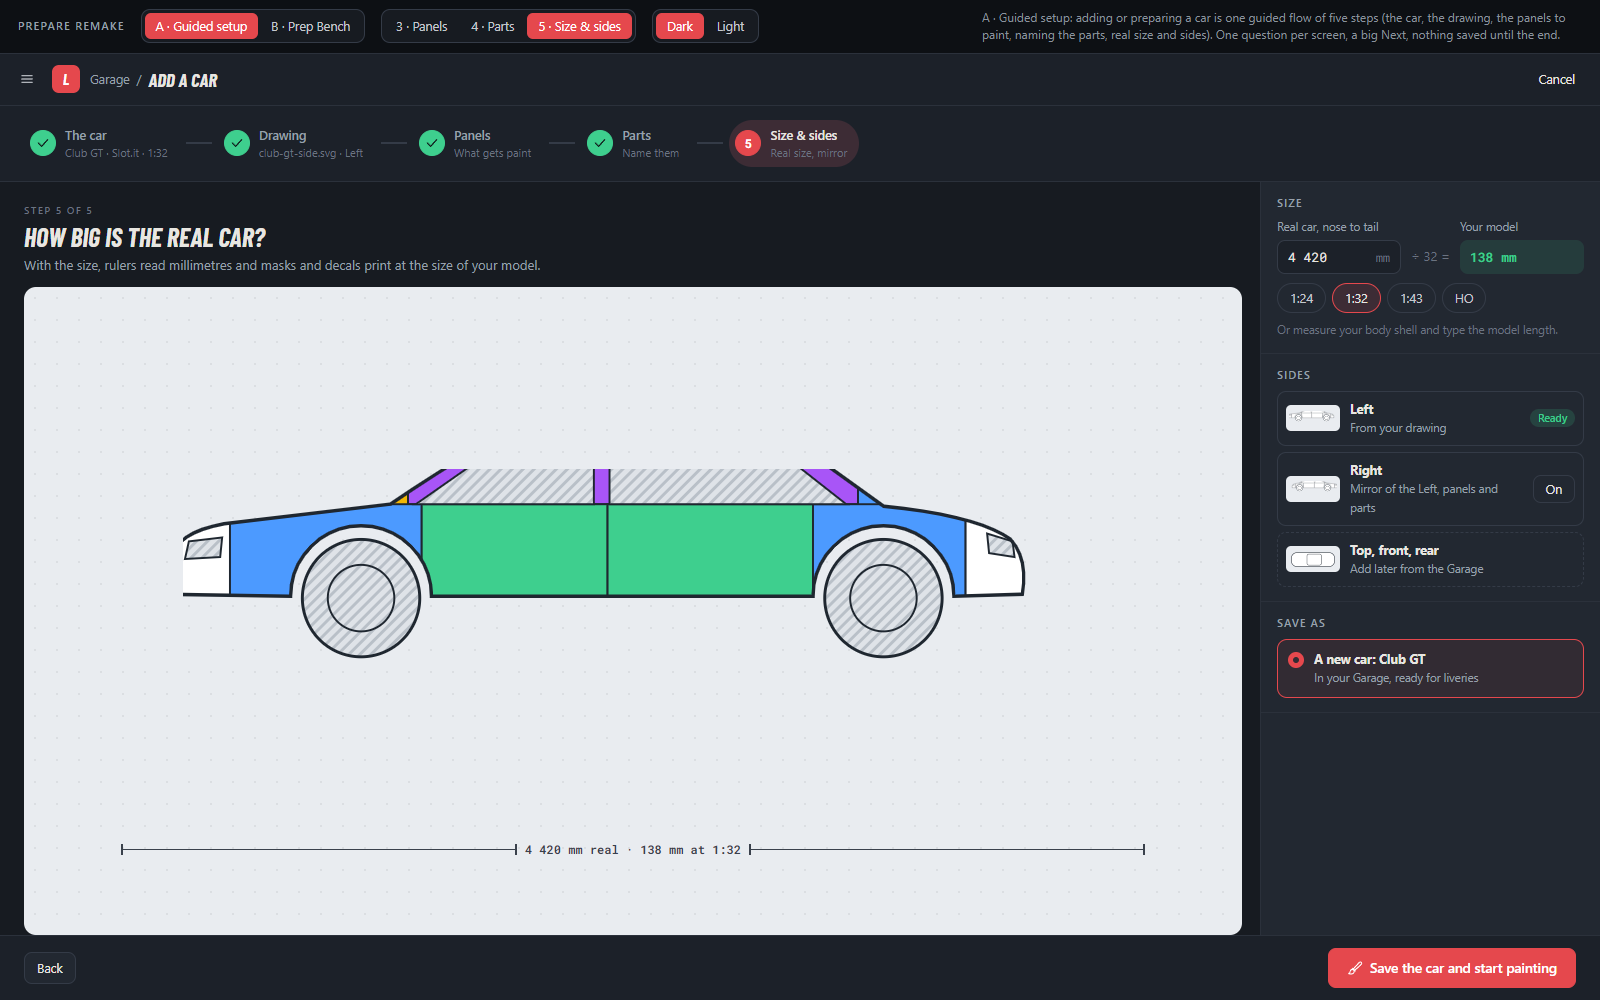 PREPARE REMAKE
A · Guided setup
B · Prep Bench
3 · Panels
4 · Parts
5 · Size & sides
Dark
Light
A · Guided setup: adding or preparing a car is one guided flow of five steps (the car, the drawing, the panels to
paint, naming the parts, real size and sides). One question per screen, a big Next, nothing saved until the end.
L
Garage / ADD A CAR
Cancel
The car
Club GT · Slot.it · 1:32
Drawing
club-gt-side.svg · Left
Panels
What gets paint
Parts
Name them
5
Size & sides
Real size, mirror
STEP 5 OF 5
HOW BIG IS THE REAL CAR?
With the size, rulers read millimetres and masks and decals print at the size of your model.
4 420 mm real · 138 mm at 1:32
SIZE
Real car, nose to tail
Your model
4 420 mm
÷ 32 =
138 mm
1:24
1:32
1:43
HO
Or measure your body shell and type the model length.
SIDES
Left
From your drawing
Ready
Right
Mirror of the Left, panels and
parts
On
Top, front, rear
Add later from the Garage
SAVE AS
A new car: Club GT
In your Garage, ready for liveries
Back
Save the car and start painting